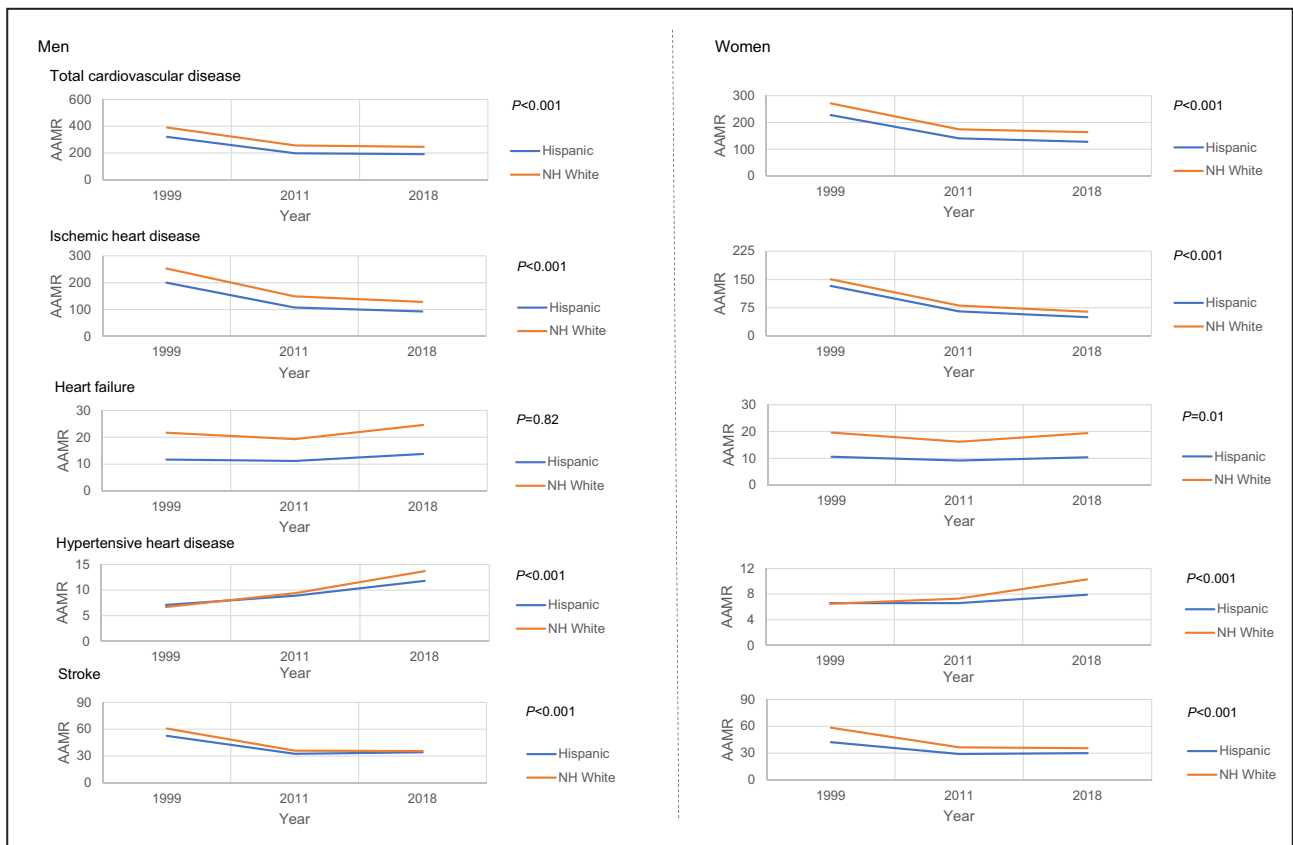 Men
Total cardiovascular disease
600
400
200
0
AAMR
1999 2011 2018
Year
P<0.001
Hispanic
NH White
Ischemic heart disease
300
200
100
0
AAMR
1999 2011 2018
Year
P<0.001
Hispanic
NH White
Heart failure
30
20
10
0
AAMR
1999 2011 2018
Year
P=0.82
Hispanic
NH White
Hypertensive heart disease
15
10
5
0
AAMR
1999 2011 2018
Year
P<0.001
Hispanic
NH White
Stroke
90
60
30
0
AAMR
1999 2011 2018
Year
P<0.001
Hispanic
NH White
Women
300
200
100
0
AAMR
1999 2011 2018
Year
P<0.001
Hispanic
NH White
225
150
75
0
AAMR
1999 2011 2018
Year
P<0.001
Hispanic
NH White
30
20
10
0
AAMR
1999 2011 2018
Year
P=0.01
Hispanic
NH White
12
8
4
0
AAMR
1999 2011 2018
Year
P<0.001
Hispanic
NH White
90
60
30
0
AAMR
1999 2011 2018
Year
P<0.001
Hispanic
NH White